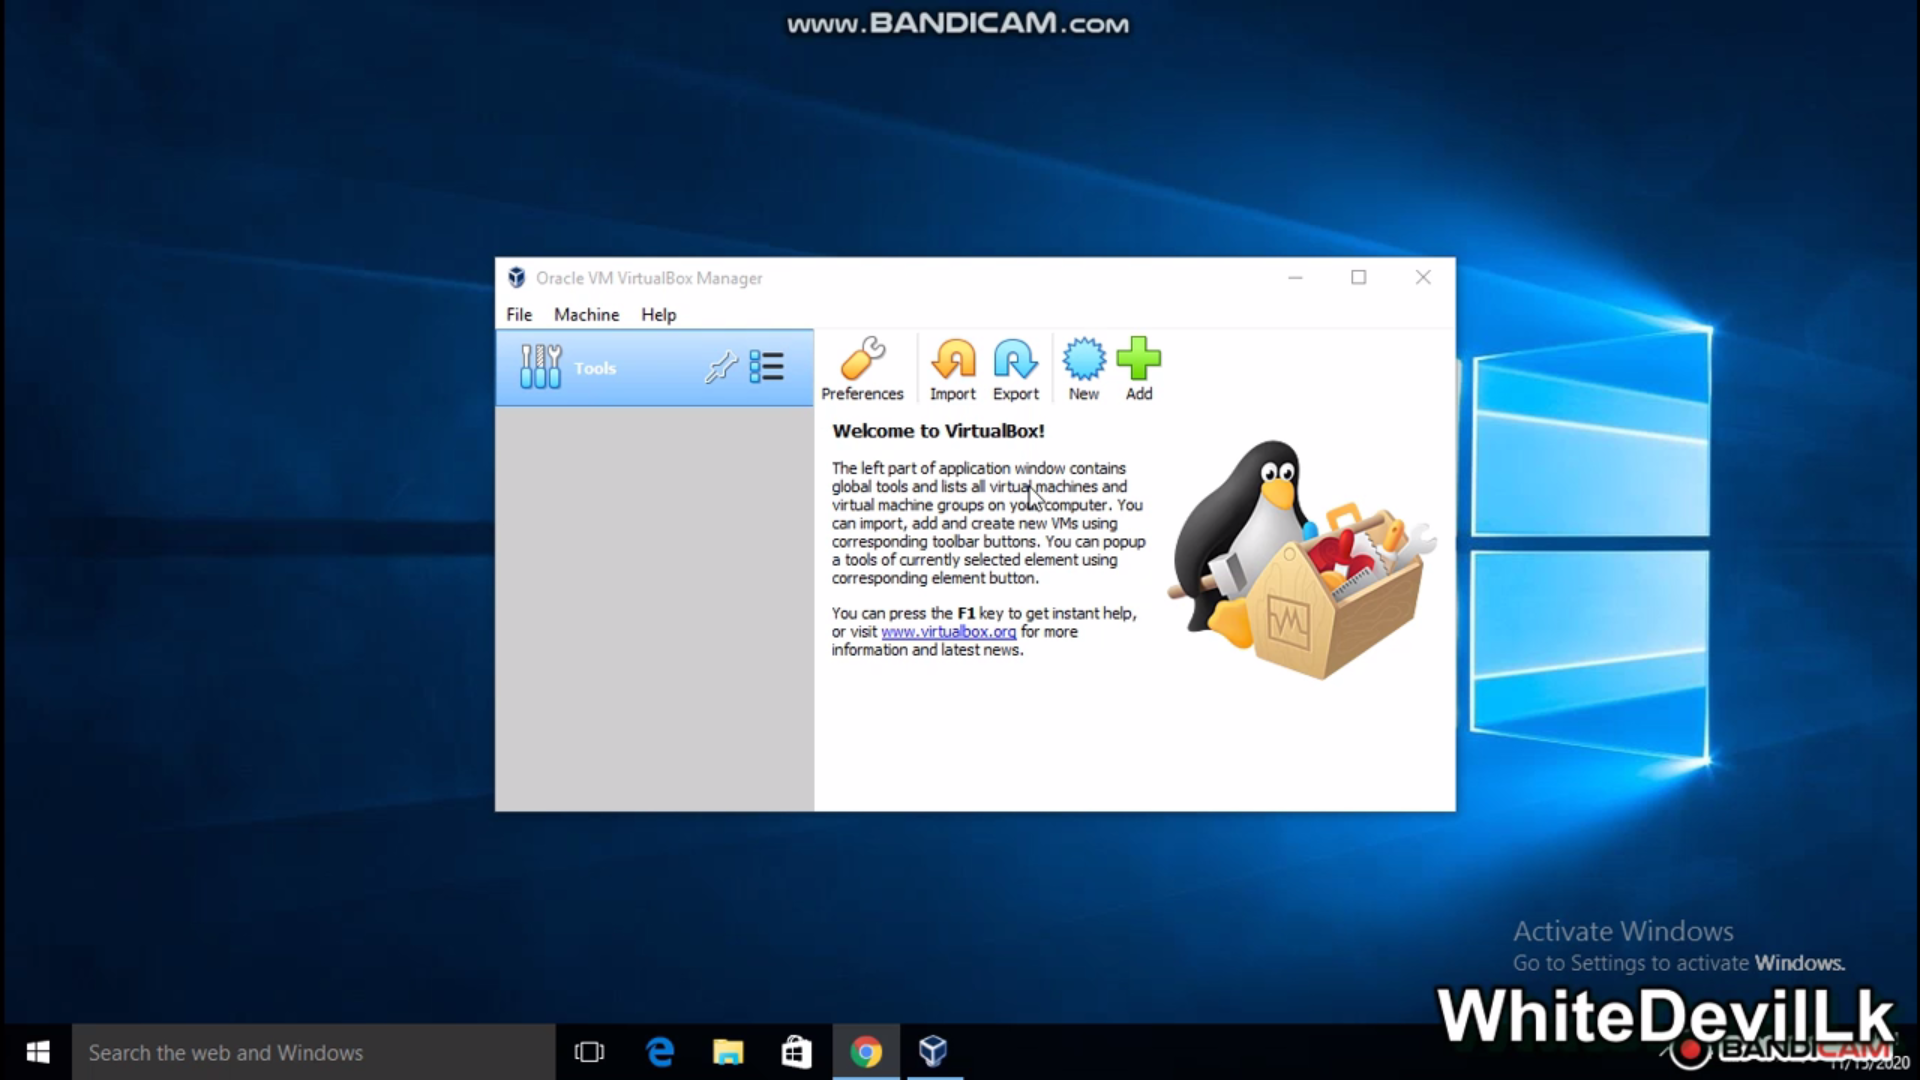 www.BANDICAM.com
Oracle VM VirtualBox Manager
File Machine Help
Tools
Preferences Import Export New Add
Welcome to VirtualBox!
The left part of application window contains
global tools and lists all virtual machines and
virtual machine groups on your computer. You
can import, add and create new VMs using
corresponding toolbar buttons. You can popup
a tools of currently selected element using
corresponding element button.
You can press the F1 key to get instant help,
or visit www.virtualbox.org for more
information and latest news.
Activate Windows
Go to Settings to activate Windows.
WhiteDevilLk
Search the web and Windows
BANDICAM